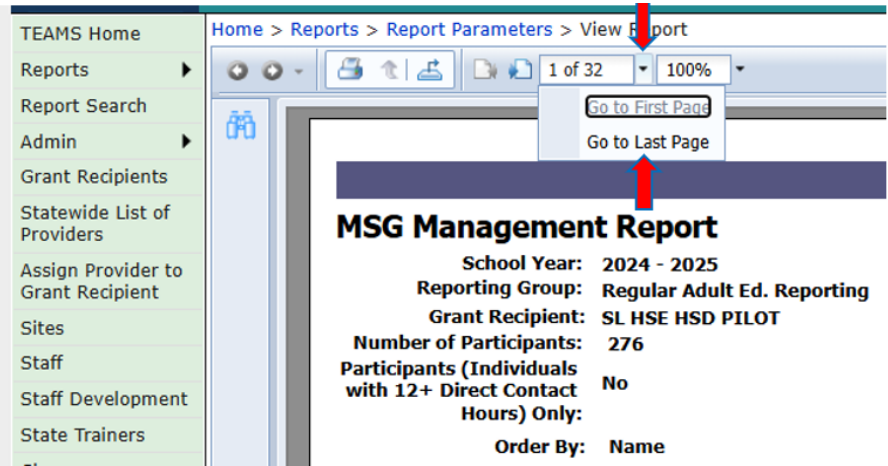 TEAMS Home
Reports
Report Search
Admin
Grant Recipients
Statewide List of
Providers
Assign Provider to
Grant Recipient
Sites
Staff
Staff Development
State Trainers
Home > Reports > Report Parameters > View Report
1 of 32
100%
Go to First Page
Go to Last Page
MSG Management Report
School Year: 2024 - 2025
Reporting Group: Regular Adult Ed. Reporting
Grant Recipient: SL HSE HSD PILOT
Number of Participants: 276
Participants (Individuals
with 12+ Direct Contact No
Hours) Only:
Order By: Name